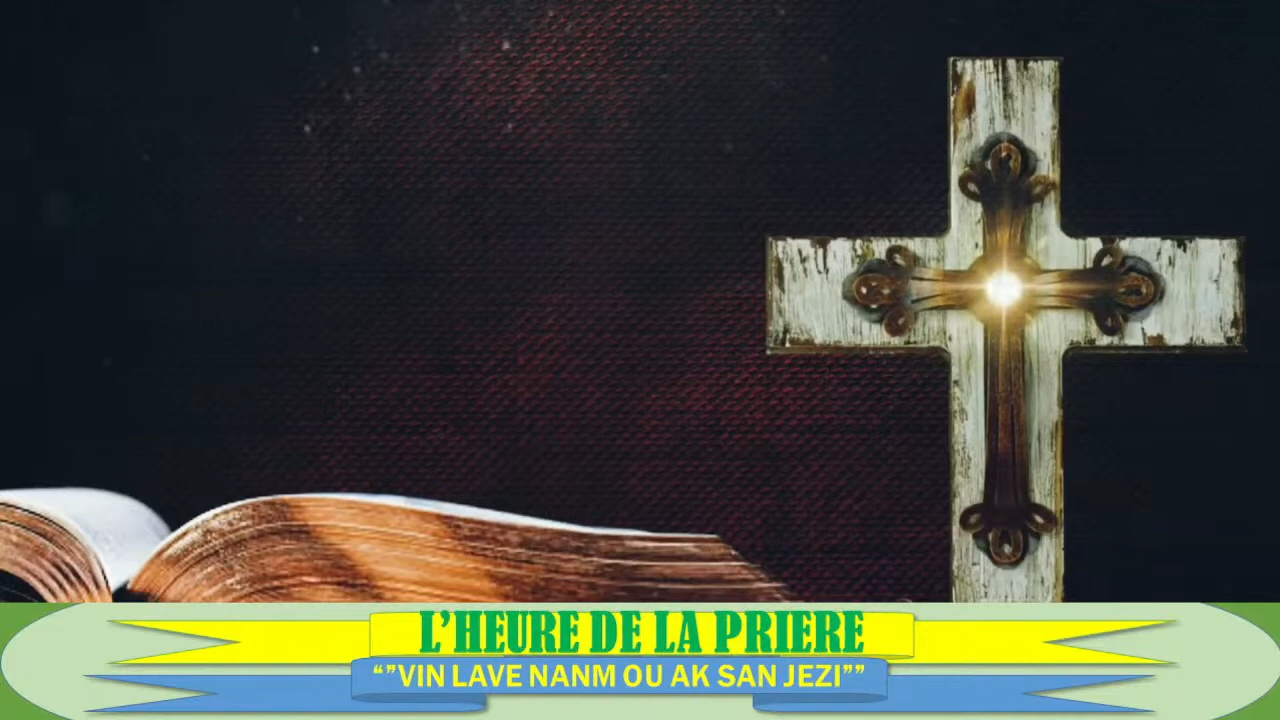 L'HEURE DE LA PRIERE
“”VIN LAVE NANM OU AK SAN JEZI””